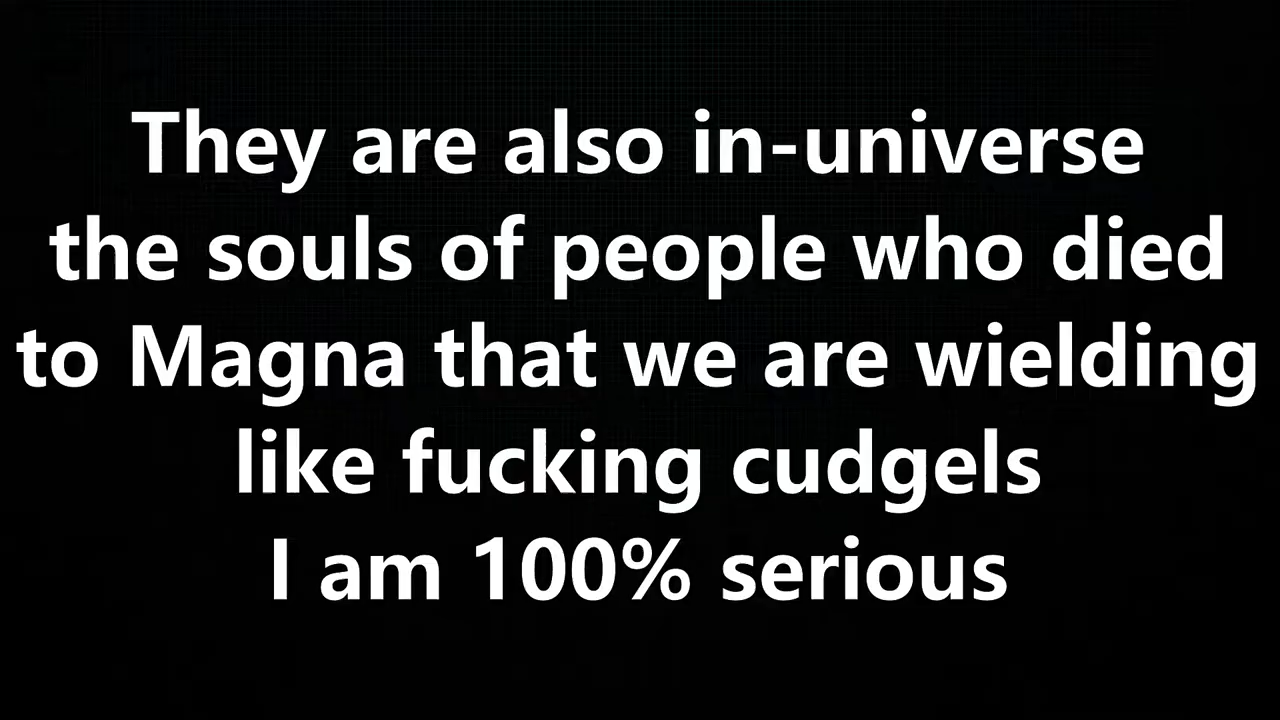 They are also in-universe
the souls of people who died
to Magna that we are wielding
like fucking cudgels
I am 100% serious